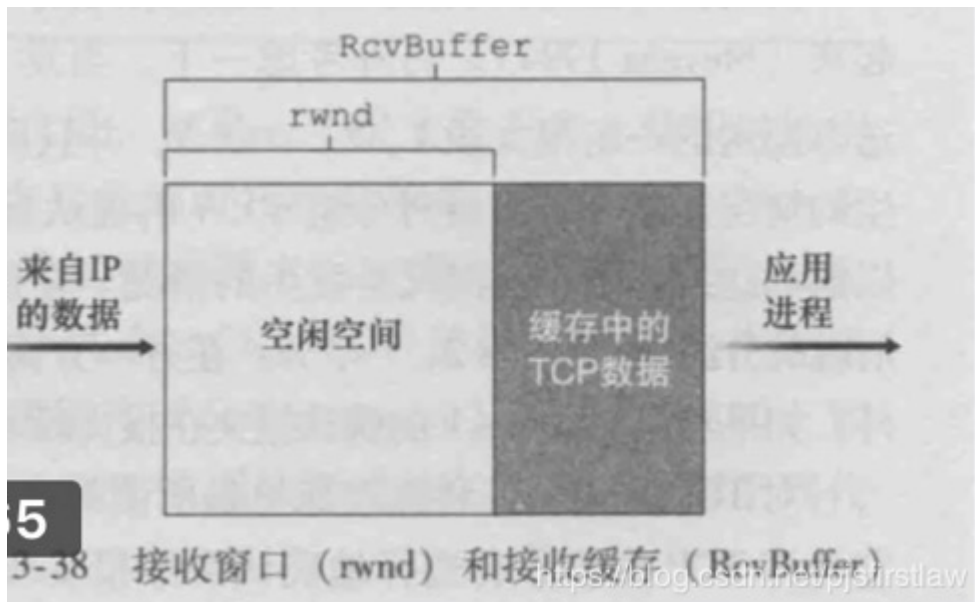 RcvBuffer
rwnd
来自IP
的数据
空闲空间
缓存中的
TCP数据
应用
进程
55
3-38 接收窗口（rwnd）和接收缓存（RcvBuffer）
https://blog.csdn.net/pjsfirstlaw